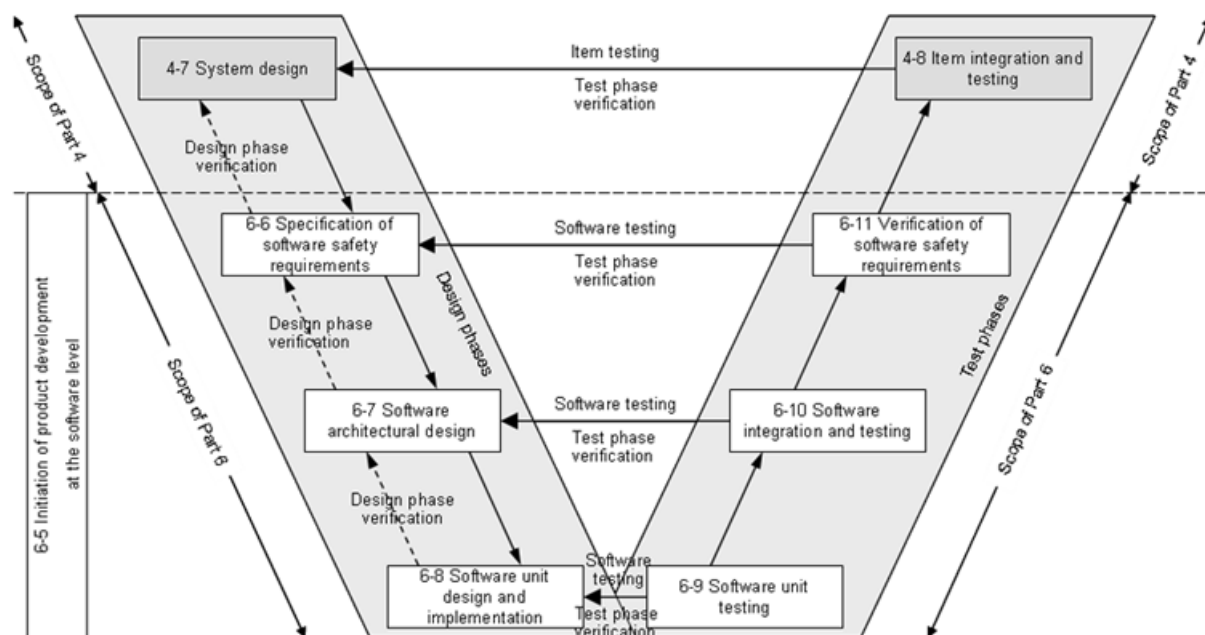 Item testing
4-7 System design
4-8 Item integration and
testing
Test phase
verification
Scope of Part 4
Scope of Part 4
Design phase
verification
6-6 Specification of
software safety
requirements
Software testing
6-11 Verification of
software safety
requirements
Test phase
verification
Design phases
Test phases
Design phase
verification
6-5 Initiation of product development
at the software level
Scope of Part 6
Scope of Part 6
6-7 Software
architectural design
Software testing
6-10 Software
integration and testing
Test phase
verification
Design phase
verification
6-8 Software unit
design and
implementation
Software
testing
6-9 Software unit
testing
Test phase
verification